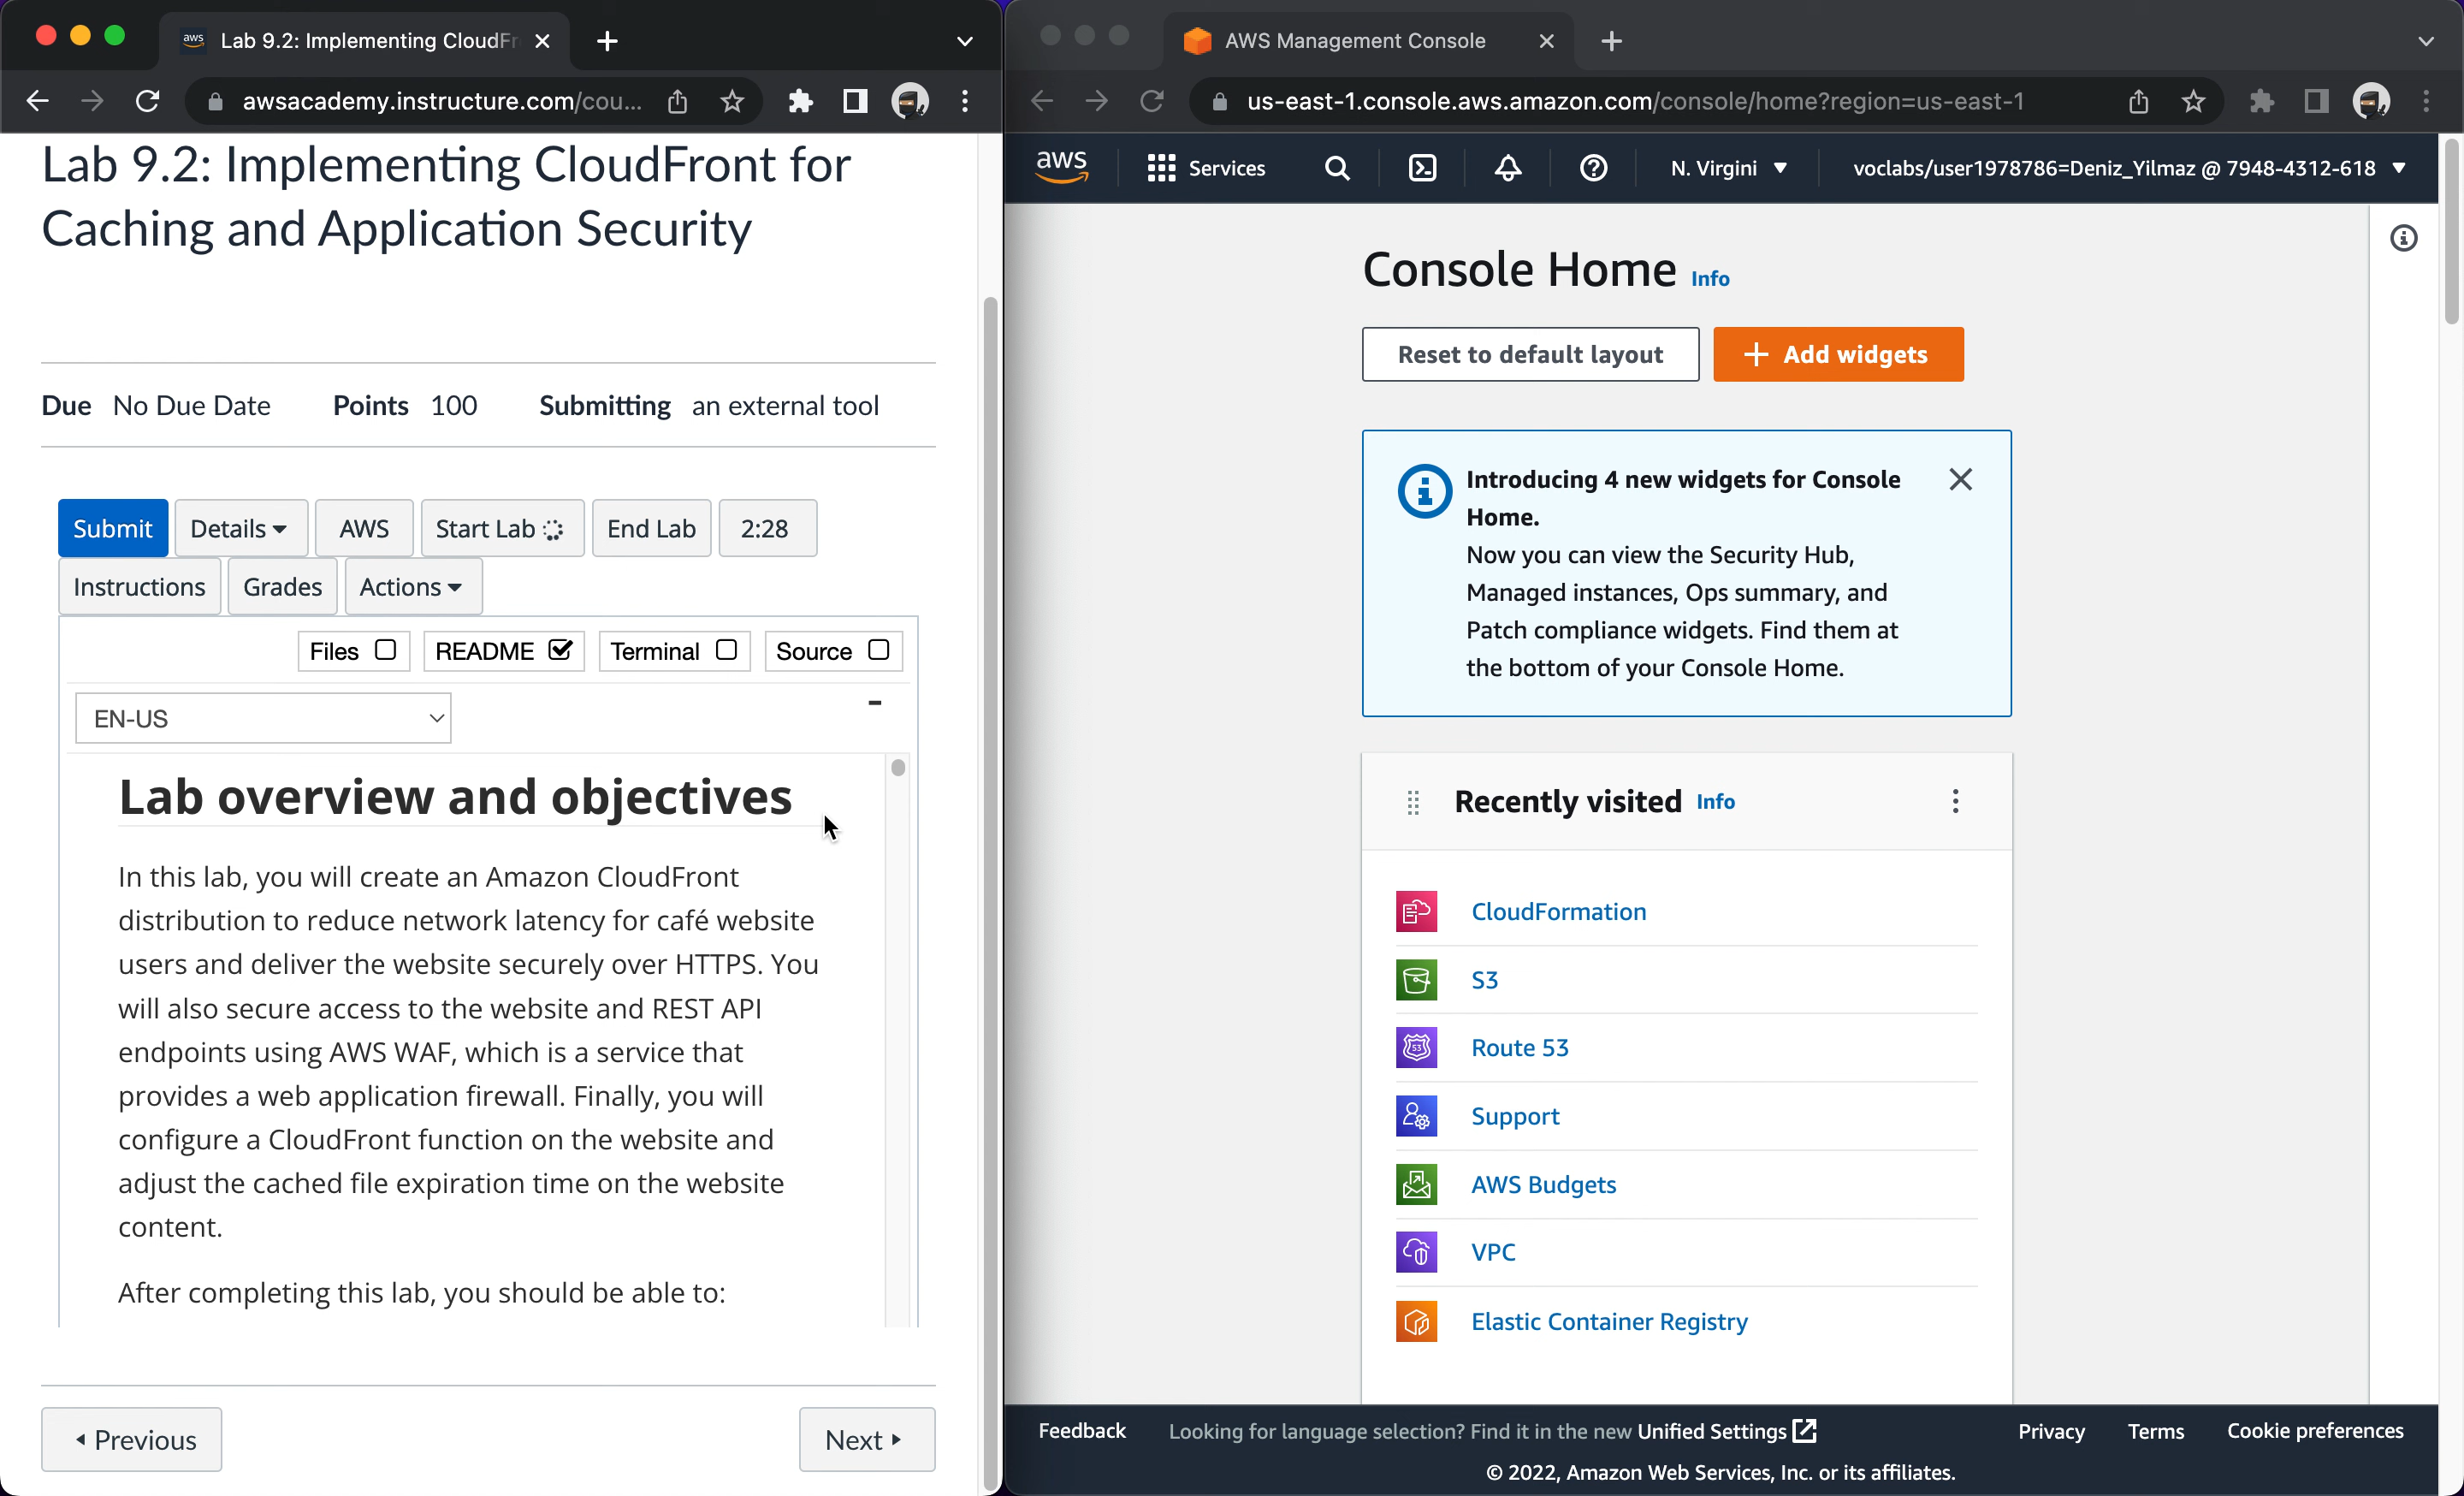 aws Lab 9.2: Implementing CloudFr
awsacademy.instructure.com/cou...
Lab 9.2: Implementing CloudFront for
Caching and Application Security
Due No Due Date Points 100 Submitting an external tool
Submit Details AWS Start Lab End Lab 2:28
Instructions Grades Actions
Files README Terminal Source
EN-US
Lab overview and objectives
In this lab, you will create an Amazon CloudFront
distribution to reduce network latency for café website
users and deliver the website securely over HTTPS. You
will also secure access to the website and REST API
endpoints using AWS WAF, which is a service that
provides a web application firewall. Finally, you will
configure a CloudFront function on the website and
adjust the cached file expiration time on the website
content.
After completing this lab, you should be able to:
Previous Next
AWS Management Console
us-east-1.console.aws.amazon.com/console/home?region=us-east-1
aws Services N. Virgini voclabs/user1978786=Deniz_Yilmaz @ 7948-4312-618
Console Home Info
Reset to default layout Add widgets
Introducing 4 new widgets for Console
Home.
Now you can view the Security Hub,
Managed instances, Ops summary, and
Patch compliance widgets. Find them at
the bottom of your Console Home.
Recently visited Info
CloudFormation
S3
53 Route 53
Support
AWS Budgets
VPC
Elastic Container Registry
Feedback Looking for language selection? Find it in the new Unified Settings Privacy Terms Cookie preferences
© 2022, Amazon Web Services, Inc. or its affiliates.